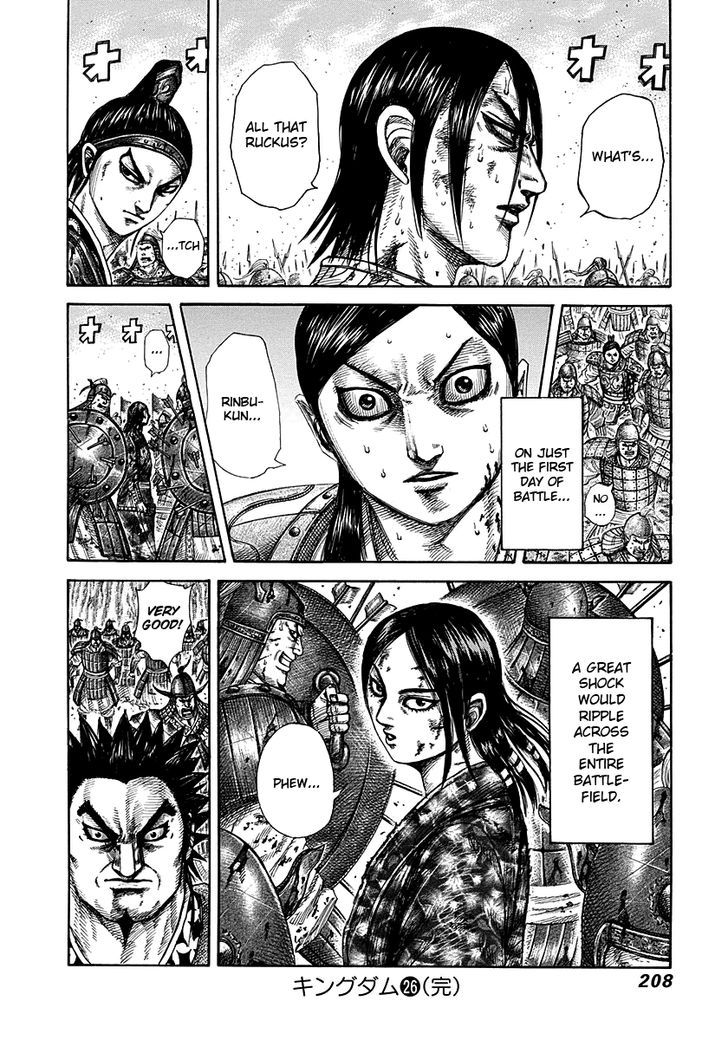 オ
オ
WHAT'S...
ALL THAT
RUCKUS?
オ
オ
...TCH
NO
...
ON JUST
THE FIRST
DAY OF
BATTLE...
RINBU-
KUN...
オ
オ
オ
...
A GREAT
SHOCK
WOULD
RIPPLE
ACROSS
THE
ENTIRE
BATTLE-
FIELD.
PHEW...
VERY
GOOD!
キングダム㉖(完)
208